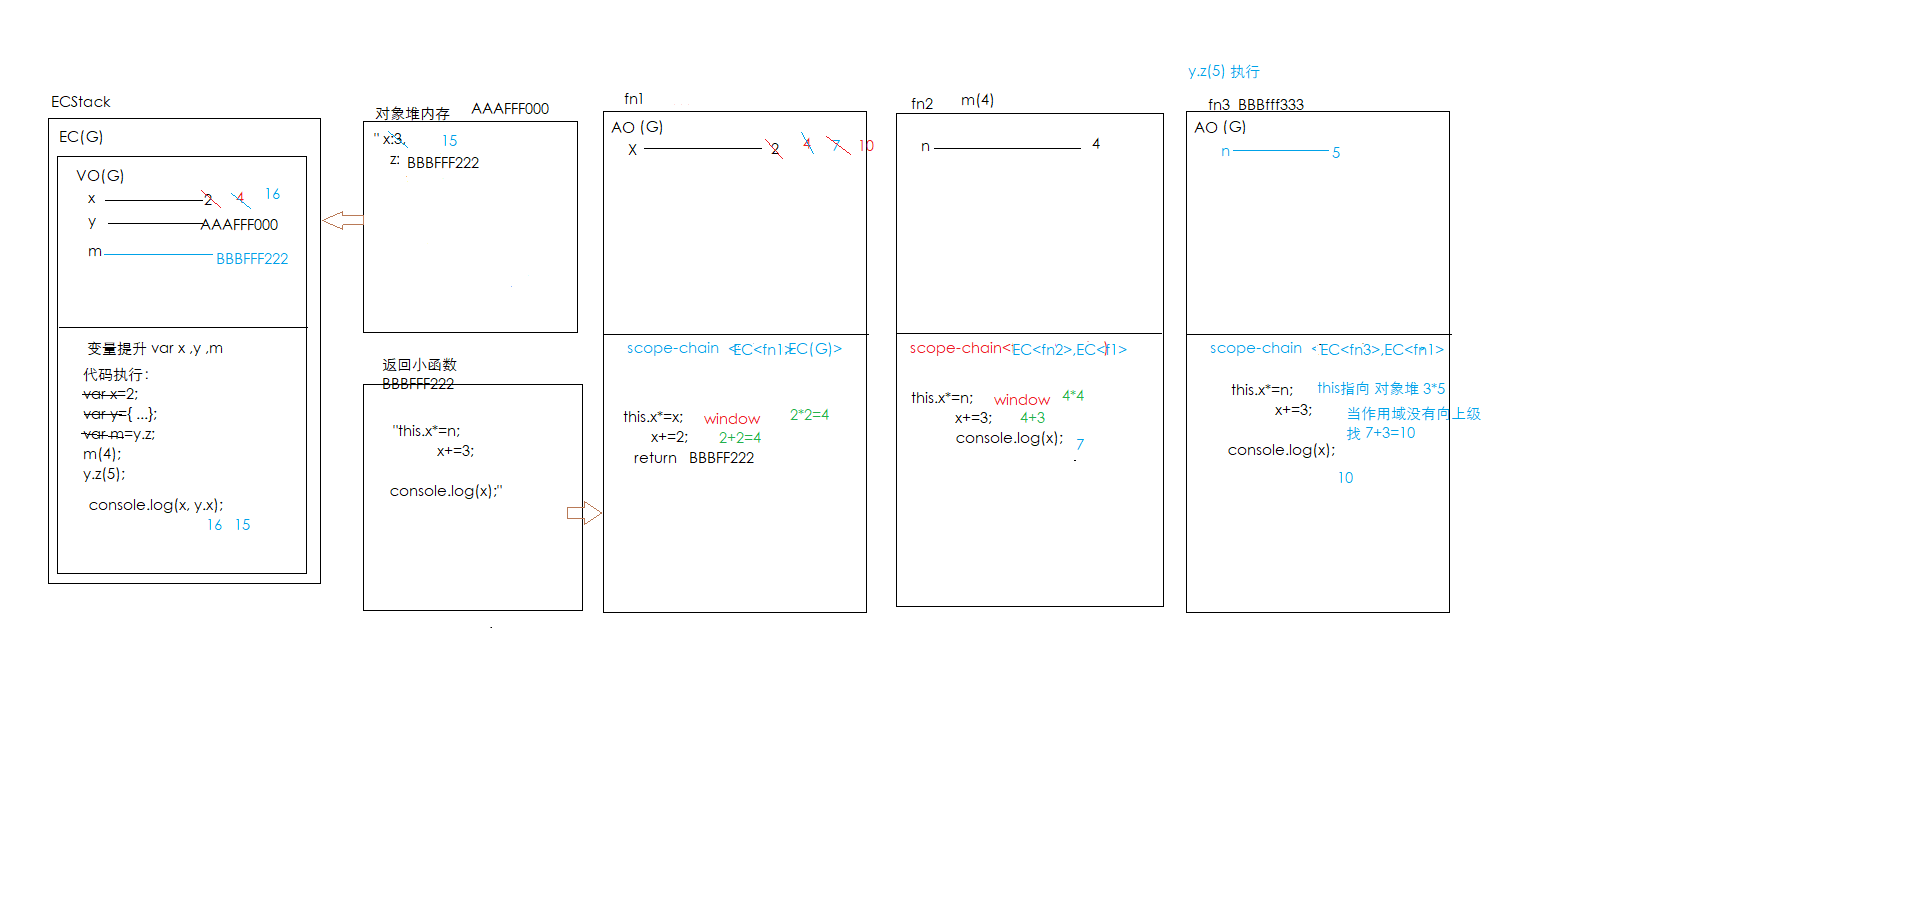 ECStack
EC(G)
VO(G)
x 2 4 16
y AAAFFF000
m BBBFFF222
变量提升 var x ,y ,m
代码执行：
var x=2;
var y={ ...};
var m=y.z;
m(4);
y.z(5);
console.log(x, y.x);
16 15
对象堆内存 AAAFFF000
" x:3, 15
z: BBBFFF222
返回小函数
BBBFFF222
"this.x*=n;
x+=3;
console.log(x);"
fn1
AO (G)
X 2 4 7 10
scope-chain <EC<fn1>EC(G)>
this.x*=x; window 2*2=4
x+=2; 2+2=4
return BBBFF222
fn2 m(4)
n 4
scope-chain<EC<fn2>,EC<f1>
this.x*=n; window 4*4
x+=3; 4+3
console.log(x); 7
y.z(5) 执行
fn3 BBBfff333
AO (G)
n 5
scope-chain <EC<fn3>,EC<fn1>
this.x*=n; this指向 对象堆 3*5
x+=3; 当作用域没有向上级
找 7+3=10
console.log(x);
10